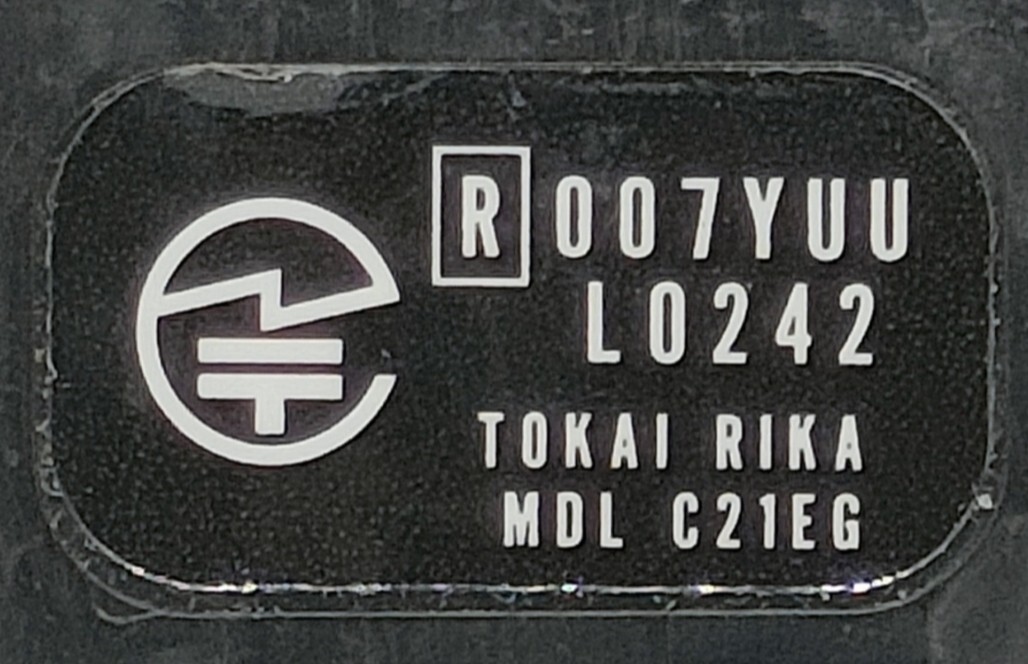 R 007YUU
L0242
TOKAI RIKA
MDL C21EG